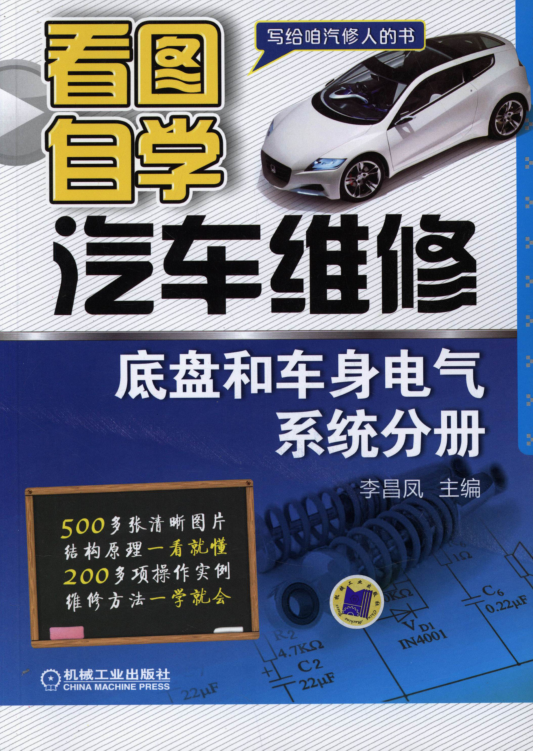 写给咱汽修人的书
看图
自学
汽车维修
底盘和车身电气
系统分册
李昌凤 主编
500多张清晰图片
结构原理一看就懂
200多项操作实例
维修方法一学就会
C6
0.22μF
VD1
IN4001
R2
4.7KΩ
C2
22μF
22μF
KΩ
机械工业出版社
CHINA MACHINE PRESS